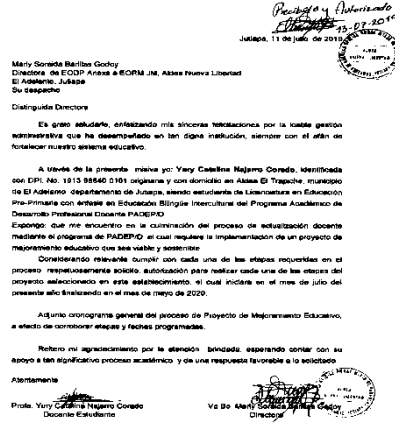 Recibido y Autorizado
13-07-2019
Jutiapa, 11 de julio de 2019
Marly Soraida Barillas Godoy
Directora de EODP Anexa a EORM JM, Aldea Nueva Libertad
El Adelanto, Jutiapa
Su despacho
Distinguida Directora
Es grato saludarle, enfatizando mis sinceras felicitaciones por la loable gestión
administrativa que ha desempeñado en tan digna institución, siempre con el afán de
fortalecer nuestro sistema educativo.
A través de la presente misiva yo: Yury Catalina Najarro Corado, identificada
con DPI. No. 1913 98640 0101 originaria y con domicilio en Aldea El Trapiche, municipio
de El Adelanto departamento de Jutiapa, siendo estudiante de Licenciatura en Educación
Pre-Primaria con énfasis en Educación Bilingüe Intercultural del Programa Académico de
Desarrollo Profesional Docente PADEP/D
Expongo: que me encuentro en la culminación del proceso de actualización docente
mediante el programa de PADEP/D el cual requiere la implementación de un proyecto de
mejoramiento educativo que sea viable y sostenible
Considerando relevante cumplir con cada una de las etapas requeridas en el
proceso respetuosamente solicito, autorización para realizar cada una de las etapas del
proyecto seleccionado en este establecimiento, el cual iniciara en el mes de julio del
presente año finalizando en el mes de mayo de 2020.
Adjunto cronograma general del proceso de Proyecto de Mejoramiento Educativo,
a efecto de corroborar etapas y fechas programadas.
Reitero mi agradecimiento por la atención brindada, esperando contar con su
apoyo a tan significativo proceso académico y de una respuesta favorable a lo solicitado
Atentamente
Profa. Yury Catalina Najarro Corado
Docente Estudiante
Vo Bo Marly Soraida Barillas Godoy
Directora